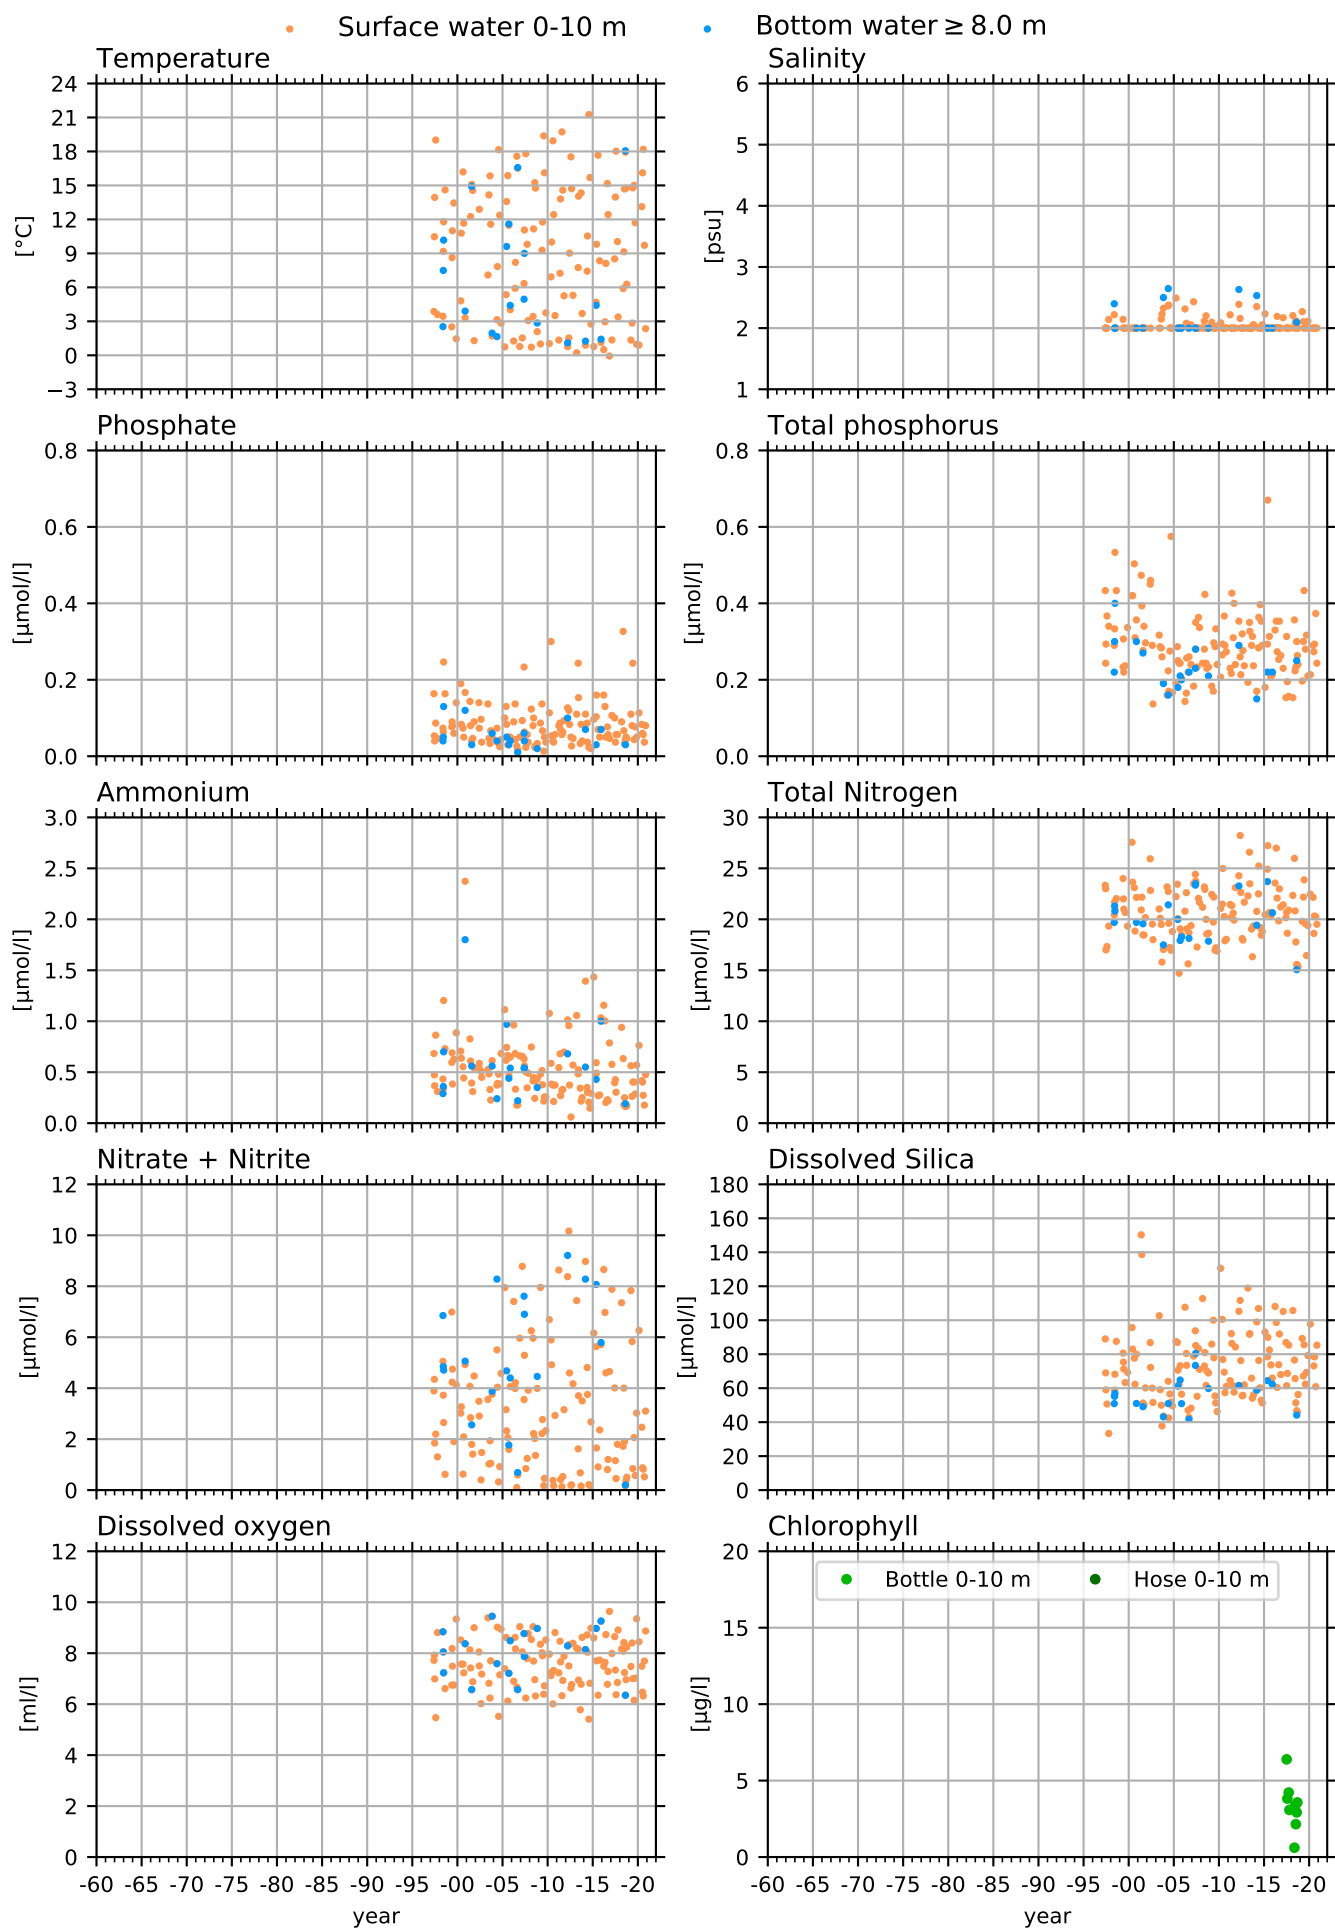 Surface water 0-10 m Bottom water ≥ 8.0 m
Temperature Salinity
24 21 18 15 12 9 6 3 0 −3
[°C]
6 5 4 3 2 1
[psu]
Phosphate Total phosphorus
0.8 0.6 0.4 0.2 0.0
[µmol/l]
0.8 0.6 0.4 0.2 0.0
[µmol/l]
Ammonium Total Nitrogen
3.0 2.5 2.0 1.5 1.0 0.5 0.0
[µmol/l]
30 25 20 15 10 5 0
[µmol/l]
Nitrate + Nitrite Dissolved Silica
12 10 8 6 4 2 0
[µmol/l]
180 160 140 120 100 80 60 40 20 0
[µmol/l]
Dissolved oxygen Chlorophyll
12 10 8 6 4 2 0
[ml/l]
20 15 10 5 0
[µg/l]
Bottle 0-10 m Hose 0-10 m
-60 -65 -70 -75 -80 -85 -90 -95 -00 -05 -10 -15 -20
-60 -65 -70 -75 -80 -85 -90 -95 -00 -05 -10 -15 -20
year year